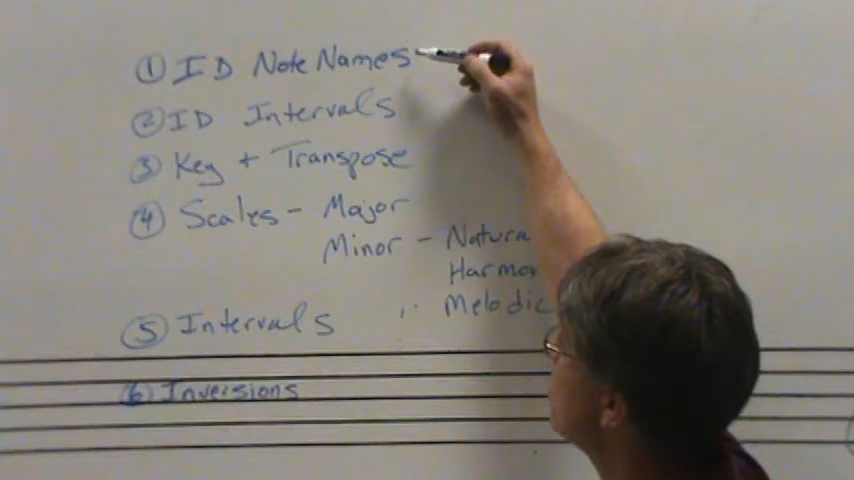 ① ID Note Names
② ID Intervals
③ Key + Transpose
④ Scales - Major
Minor - Natura
Harmo
Melodic
⑤ Intervals
⑥ Inversions